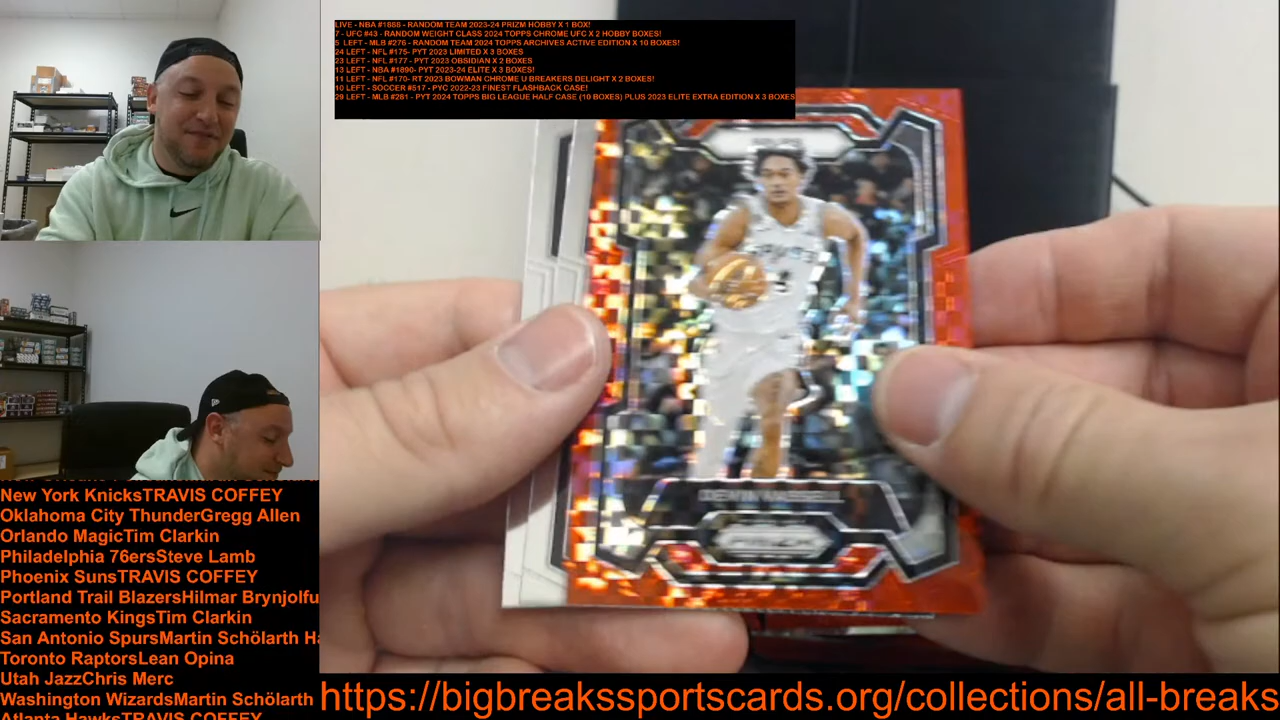 LIVE - NBA #1888 - RANDOM TEAM 2023-24 PRIZM HOBBY X 1 BOX!
7 - UFC #43 - RANDOM WEIGHT CLASS 2024 TOPPS CHROME UFC X 2 HOBBY BOXES!
5 LEFT - MLB #276 - RANDOM TEAM 2024 TOPPS ARCHIVES ACTIVE EDITION X 10 BOXES!
24 LEFT - NFL #175- PYT 2023 LIMITED X 3 BOXES
23 LEFT - NFL #177 - PYT 2023 OBSIDIAN X 2 BOXES
13 LEFT - NBA #1890- PYT 2023-24 ELITE X 3 BOXES!
11 LEFT - NFL #170- RT 2023 BOWMAN CHROME U BREAKERS DELIGHT X 2 BOXES!
10 LEFT - SOCCER #517 - PYC 2022-23 FINEST FLASHBACK CASE!
29 LEFT - MLB #281 - PYT 2024 TOPPS BIG LEAGUE HALF CASE (10 BOXES) PLUS 2023 ELITE EXTRA EDITION X 3 BOXES
SPURS
DEVIN VASSELL
PRIZM
New York KnicksTRAVIS COFFEY
Oklahoma City ThunderGregg Allen
Orlando MagicTim Clarkin
Philadelphia 76ersSteve Lamb
Phoenix SunsTRAVIS COFFEY
Portland Trail BlazersHilmar Brynjolfu
Sacramento KingsTim Clarkin
San Antonio SpursMartin Schölarth Ha
Toronto RaptorsLean Opina
Utah JazzChris Merc
Washington WizardsMartin Schölarth
Atlanta HawksTRAVIS COFFEY
https://bigbreakssportscards.org/collections/all-breaks